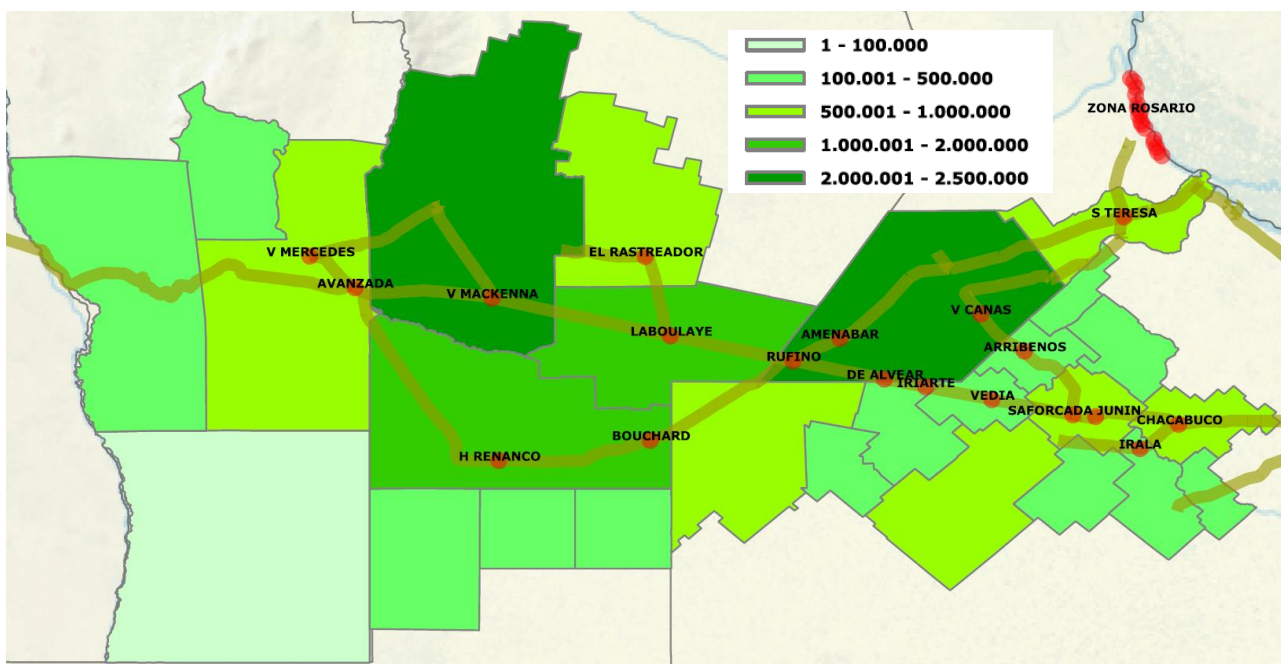 1 - 100.000
100.001 - 500.000
500.001 - 1.000.000
1.000.001 - 2.000.000
2.000.001 - 2.500.000
ZONA ROSARIO
S TERESA
V MERCEDES
EL RASTREADOR
AVANZADA
V MACKENNA
V CANAS
LABOULAYE
AMENABAR
ARRIBENOS
RUFINO
DE ALVEAR
IRIARTE
VEDIA
SAFORCADA
JUNIN
CHACABUCO
BOUCHARD
IRALA
H RENANCO